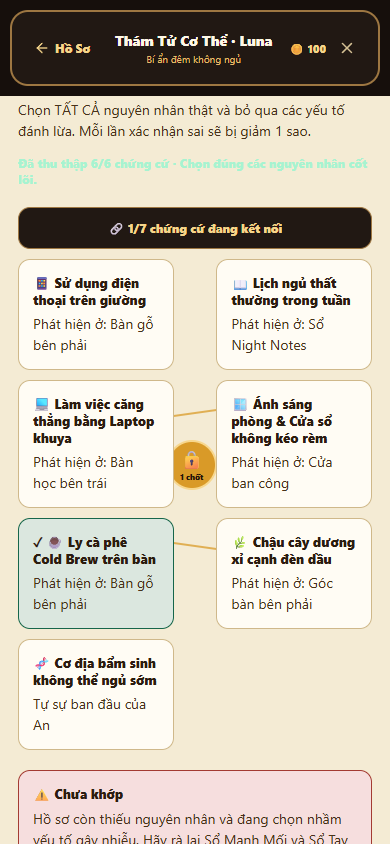 ← Hồ Sơ
Thám Tử Cơ Thể · Luna
Bí ẩn đêm không ngủ
100 ×
Chọn TẤT CẢ nguyên nhân thật và bỏ qua các yếu tố
đánh lừa. Mỗi lần xác nhận sai sẽ bị giảm 1 sao.
Đã thu thập 6/6 chứng cứ · Chọn đúng các nguyên nhân cốt
lõi.
🔗 1/7 chứng cứ đang kết nối
Sử dụng điện
thoại trên giường
Phát hiện ở: Bàn gỗ
bên phải
Lịch ngủ thất
thường trong tuần
Phát hiện ở: Sổ
Night Notes
Làm việc căng
thẳng bằng Laptop
khuya
Phát hiện ở: Bàn
học bên trái
Ánh sáng
phòng & Cửa sổ
không kéo rèm
Phát hiện ở: Cửa
ban công
1 chốt
✓ Ly cà phê
Cold Brew trên bàn
Phát hiện ở: Bàn gỗ
bên phải
Chậu cây dương
xỉ cạnh đèn dầu
Phát hiện ở: Góc
bàn bên phải
Cơ địa bẩm sinh
không thể ngủ sớm
Tự sự ban đầu của
An
⚠️ Chưa khớp
Hồ sơ còn thiếu nguyên nhân và đang chọn nhầm
yếu tố gây nhiễu. Hãy rà lại Sổ Manh Mối và Sổ Tay